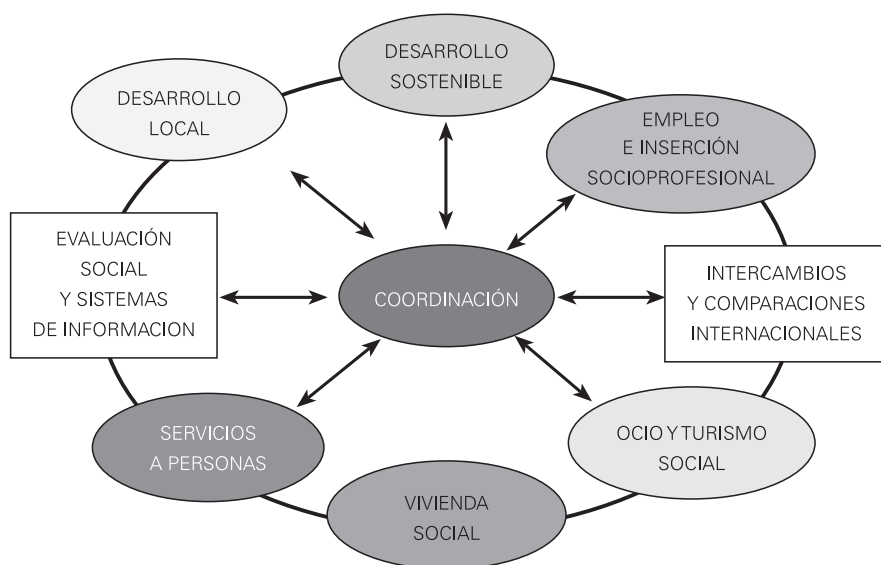 DESARROLLO
SOSTENIBLE
DESARROLLO
LOCAL
EMPLEO
E INSERCIÓN
SOCIOPROFESIONAL
EVALUACIÓN
SOCIAL
Y SISTEMAS
DE INFORMACION
COORDINACIÓN
INTERCAMBIOS
Y COMPARACIONES
INTERNACIONALES
SERVICIOS
A PERSONAS
OCIO Y TURISMO
SOCIAL
VIVIENDA
SOCIAL